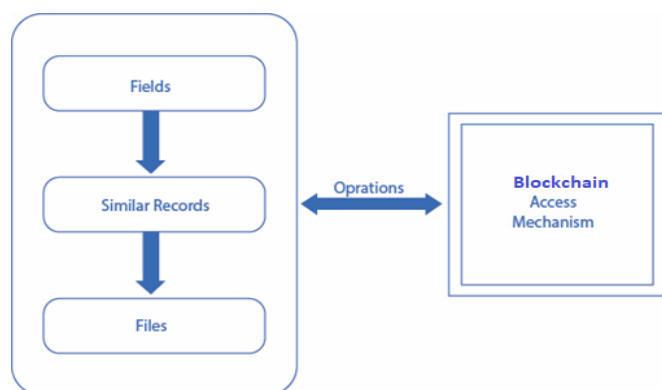 Fields
Similar Records
Files
Oprations
Blockchain
Access
Mechanism